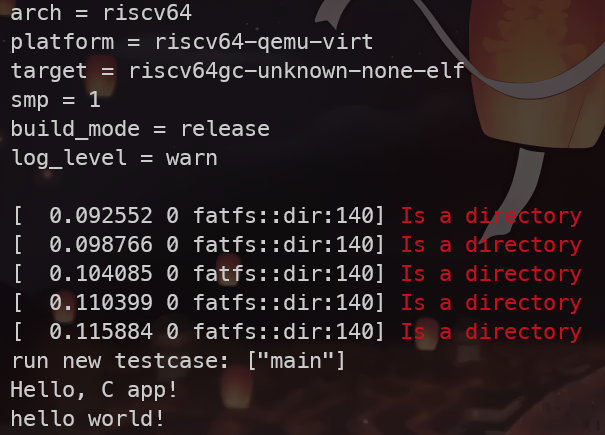 arch = riscv64
platform = riscv64-qemu-virt
target = riscv64gc-unknown-none-elf
smp = 1
build_mode = release
log_level = warn
[  0.092552 0 fatfs::dir:140] Is a directory
[  0.098766 0 fatfs::dir:140] Is a directory
[  0.104085 0 fatfs::dir:140] Is a directory
[  0.110399 0 fatfs::dir:140] Is a directory
[  0.115884 0 fatfs::dir:140] Is a directory
run new testcase: ["main"]
Hello, C app!
hello world!